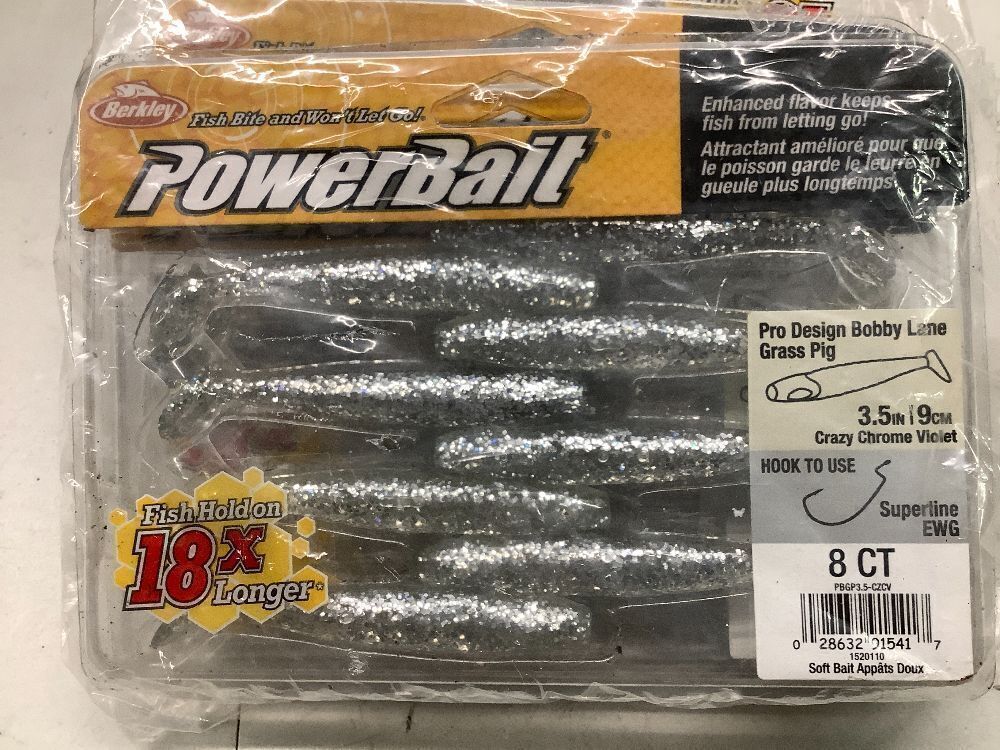 Berkley
Berkley
Fish Bite and Won't Let Go!
PowerBait®
Enhanced flavor keeps
fish from letting go!
Attractant amélioré pour que
le poisson garde le leurre en
gueule plus longtemps
Pro Design Bobby Lane
Grass Pig
3.5IN | 9CM
Crazy Chrome Violet
HOOK TO USE
Superline
EWG
Fish Hold on
18x
Longer*
8 CT
PBGP3.5-CZCV
0 28632 01541 7
1520110
Soft Bait Appâts Doux